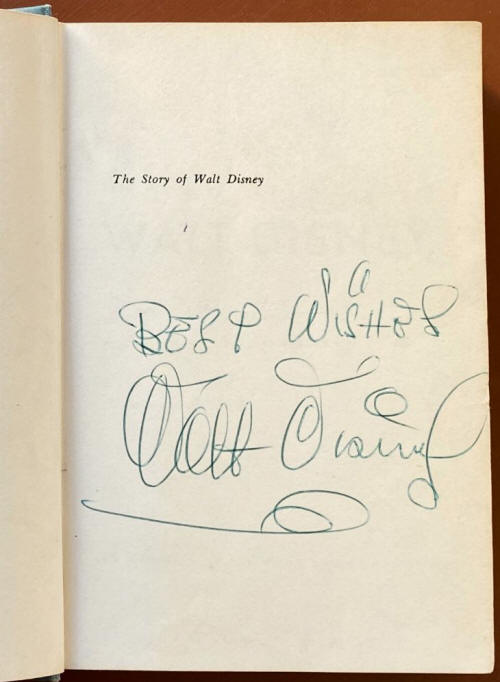 The Story of Walt Disney
BEST WISHES
Walt Disney